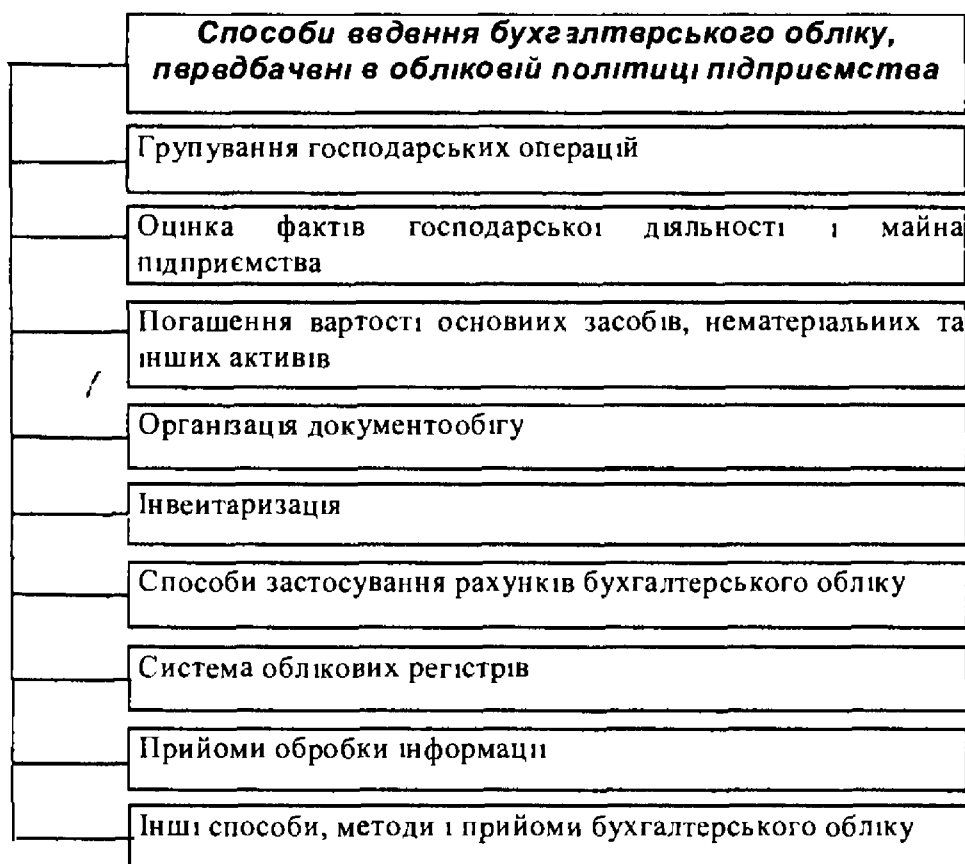 Способи ведення бухгалтерського обліку,
передбачені в обліковій політиці підприємства
Групування господарських операцій
Оцінка фактів господарської діяльності і майна
підприємства
Погашення вартості основних засобів, нематеріальних та
інших активів
Організація документообігу
Інвентаризація
Способи застосування рахунків бухгалтерського обліку
Система облікових регістрів
Прийоми обробки інформації
Інші способи, методи і прийоми бухгалтерського обліку